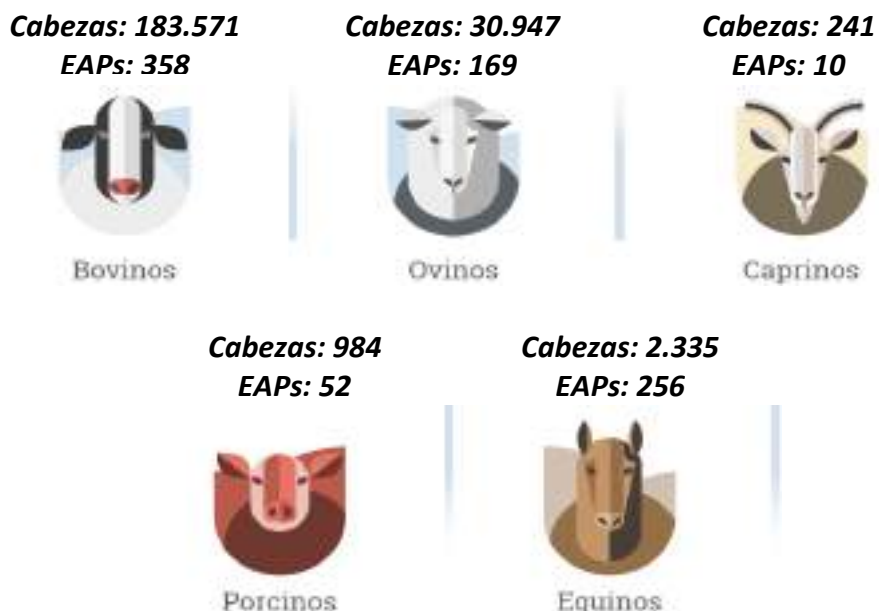 Cabezas: 183.571
EAPs: 358
Bovinos
Cabezas: 30.947
EAPs: 169
Ovinos
Cabezas: 241
EAPs: 10
Caprinos
Cabezas: 984
EAPs: 52
Porcinos
Cabezas: 2.335
EAPs: 256
Equinos